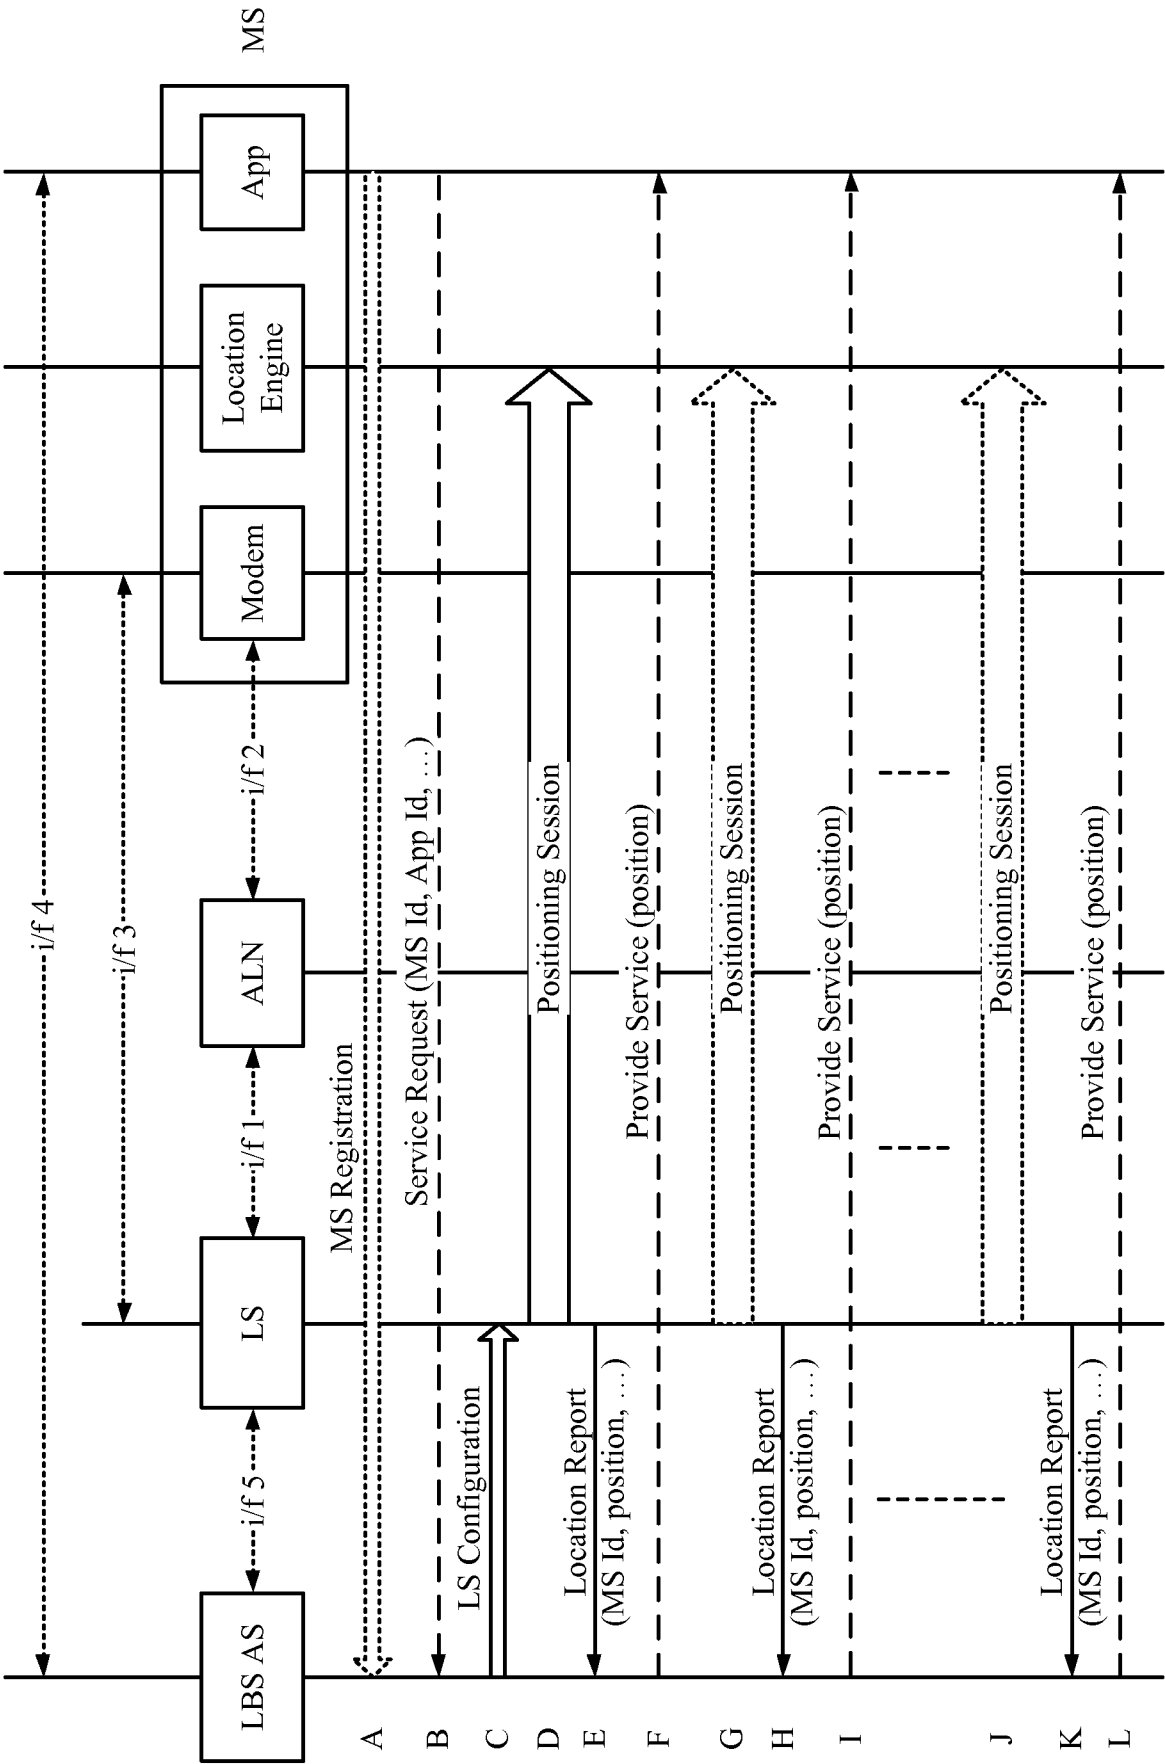 i/f 4
i/f 3
MS
LBS AS
i/f 5
LS
i/f 1
ALN
i/f 2
Modem
Location
Engine
App
A
MS Registration
B
Service Request (MS Id, App Id, …)
C
LS Configuration
D
Positioning Session
E
Location Report
(MS Id, position, …)
F
Provide Service (position)
G
Positioning Session
H
Location Report
(MS Id, position, …)
I
Provide Service (position)
J
Positioning Session
K
Location Report
(MS Id, position, …)
L
Provide Service (position)